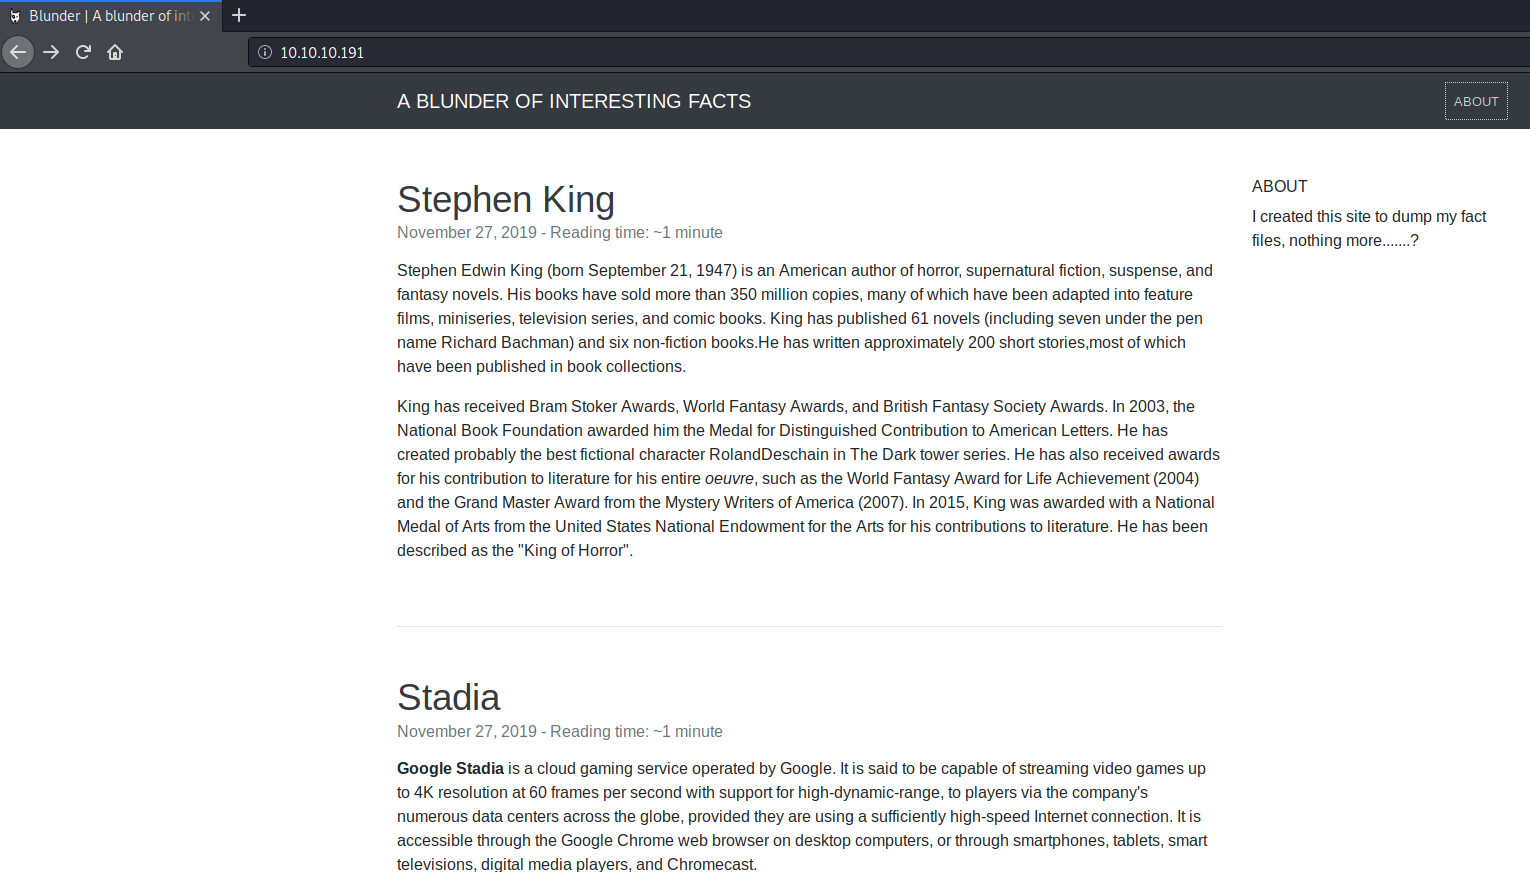 Blunder | A blunder of int
10.10.10.191
A BLUNDER OF INTERESTING FACTS
ABOUT
Stephen King
November 27, 2019 - Reading time: ~1 minute
Stephen Edwin King (born September 21, 1947) is an American author of horror, supernatural fiction, suspense, and
fantasy novels. His books have sold more than 350 million copies, many of which have been adapted into feature
films, miniseries, television series, and comic books. King has published 61 novels (including seven under the pen
name Richard Bachman) and six non-fiction books.He has written approximately 200 short stories,most of which
have been published in book collections.
King has received Bram Stoker Awards, World Fantasy Awards, and British Fantasy Society Awards. In 2003, the
National Book Foundation awarded him the Medal for Distinguished Contribution to American Letters. He has
created probably the best fictional character RolandDeschain in The Dark tower series. He has also received awards
for his contribution to literature for his entire oeuvre, such as the World Fantasy Award for Life Achievement (2004)
and the Grand Master Award from the Mystery Writers of America (2007). In 2015, King was awarded with a National
Medal of Arts from the United States National Endowment for the Arts for his contributions to literature. He has been
described as the "King of Horror".
Stadia
November 27, 2019 - Reading time: ~1 minute
Google Stadia is a cloud gaming service operated by Google. It is said to be capable of streaming video games up
to 4K resolution at 60 frames per second with support for high-dynamic-range, to players via the company's
numerous data centers across the globe, provided they are using a sufficiently high-speed Internet connection. It is
accessible through the Google Chrome web browser on desktop computers, or through smartphones, tablets, smart
televisions, digital media players, and Chromecast.
ABOUT
I created this site to dump my fact
files, nothing more.......?